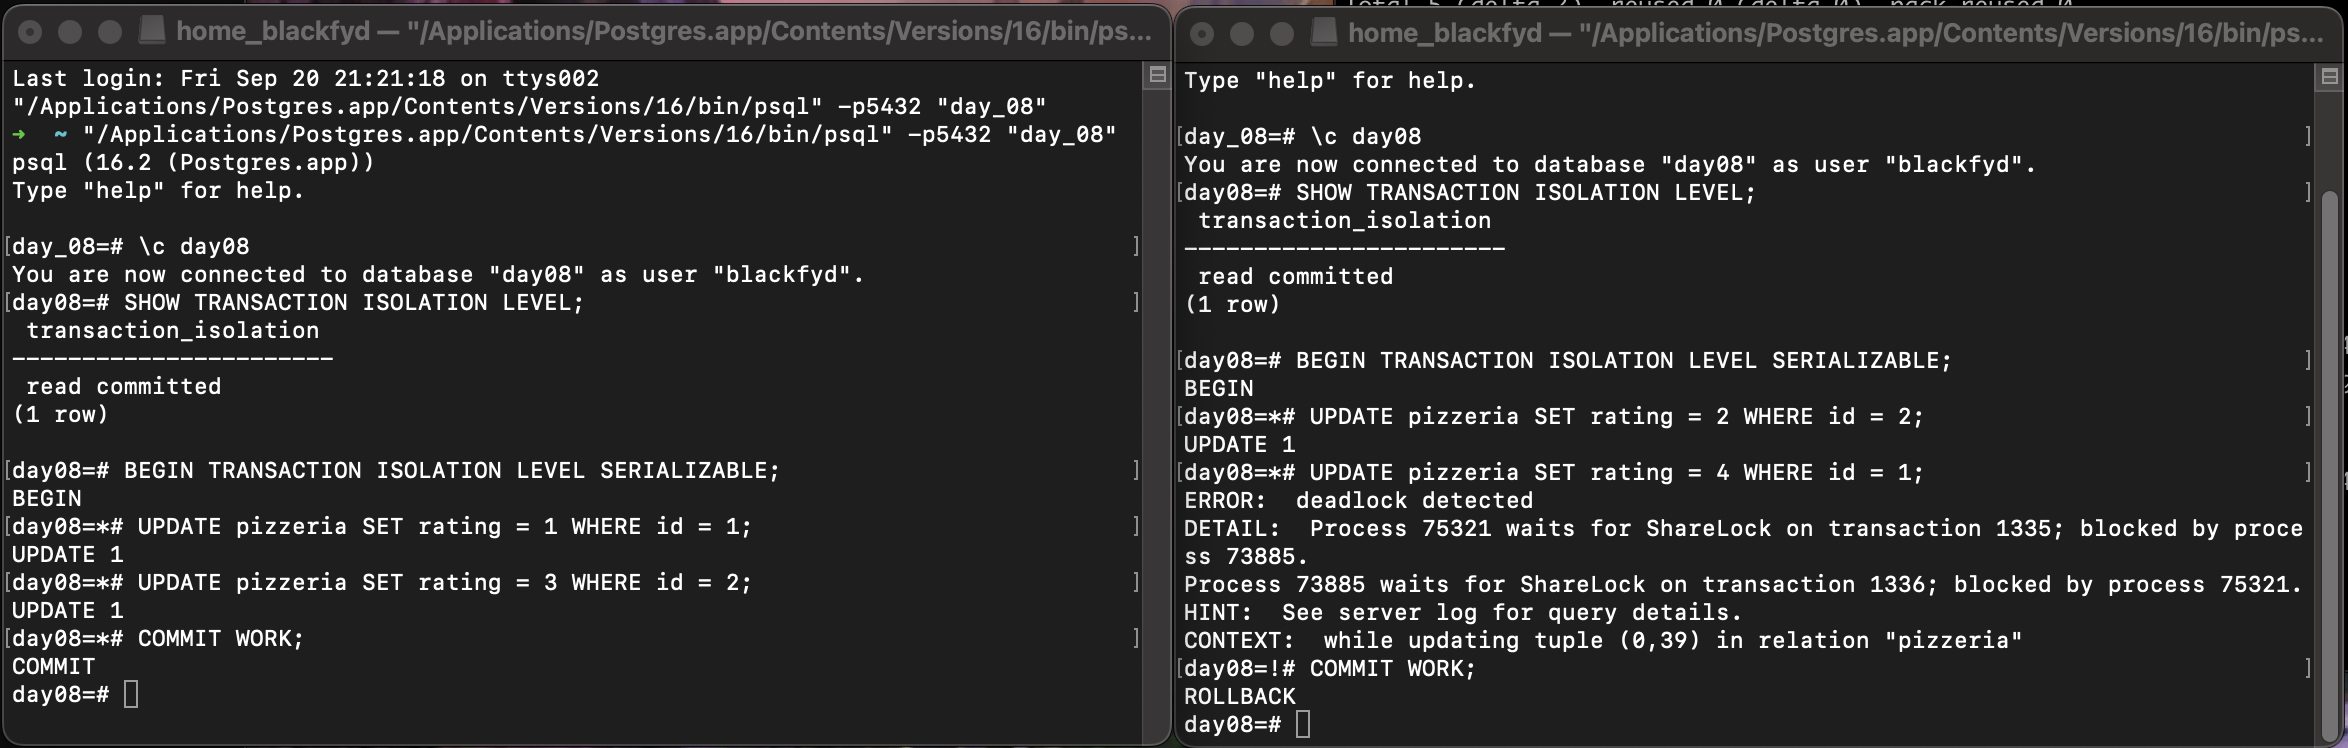 home_blackfyd — "/Applications/Postgres.app/Contents/Versions/16/bin/ps...
Last login: Fri Sep 20 21:21:18 on ttys002
"/Applications/Postgres.app/Contents/Versions/16/bin/psql" -p5432 "day_08"
➜  ~ "/Applications/Postgres.app/Contents/Versions/16/bin/psql" -p5432 "day_08"
psql (16.2 (Postgres.app))
Type "help" for help.
[day_08=# \c day08 ]
You are now connected to database "day08" as user "blackfyd".
[day08=# SHOW TRANSACTION ISOLATION LEVEL; ]
transaction_isolation
-----------------------
read committed
(1 row)
[day08=# BEGIN TRANSACTION ISOLATION LEVEL SERIALIZABLE; ]
BEGIN
[day08=*# UPDATE pizzeria SET rating = 1 WHERE id = 1; ]
UPDATE 1
[day08=*# UPDATE pizzeria SET rating = 3 WHERE id = 2; ]
UPDATE 1
[day08=*# COMMIT WORK; ]
COMMIT
day08=#
home_blackfyd — "/Applications/Postgres.app/Contents/Versions/16/bin/ps...
Type "help" for help.
[day_08=# \c day08 ]
You are now connected to database "day08" as user "blackfyd".
[day08=# SHOW TRANSACTION ISOLATION LEVEL; ]
transaction_isolation
-----------------------
read committed
(1 row)
[day08=# BEGIN TRANSACTION ISOLATION LEVEL SERIALIZABLE; ]
BEGIN
[day08=*# UPDATE pizzeria SET rating = 2 WHERE id = 2; ]
UPDATE 1
[day08=*# UPDATE pizzeria SET rating = 4 WHERE id = 1; ]
ERROR:  deadlock detected
DETAIL:  Process 75321 waits for ShareLock on transaction 1335; blocked by proce
ss 73885.
Process 73885 waits for ShareLock on transaction 1336; blocked by process 75321.
HINT:  See server log for query details.
CONTEXT:  while updating tuple (0,39) in relation "pizzeria"
[day08=!# COMMIT WORK; ]
ROLLBACK
day08=#